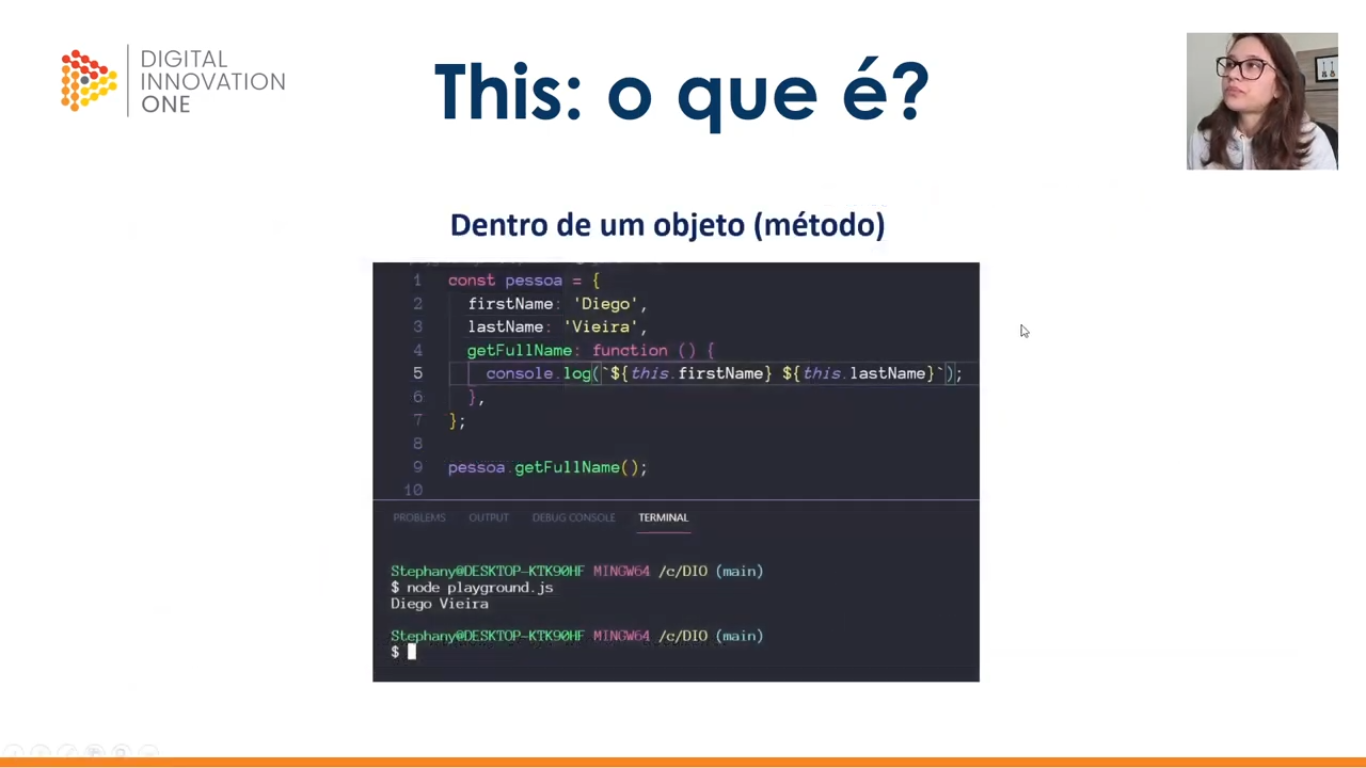 DIGITAL
INNOVATION
ONE
This: o que é?
Dentro de um objeto (método)
1 const pessoa = {
2 firstName: 'Diego',
3 lastName: 'Vieira',
4 getFullName: function () {
5 console.log(`${this.firstName} ${this.lastName}`);
6 },
7 };
8
9 pessoa.getFullName();
10
PROBLEMS OUTPUT DEBUG CONSOLE TERMINAL
Stephany@DESKTOP-KTK90HF MINGW64 /c/DIO (main)
$ node playground.js
Diego Vieira
Stephany@DESKTOP-KTK90HF MINGW64 /c/DIO (main)
$